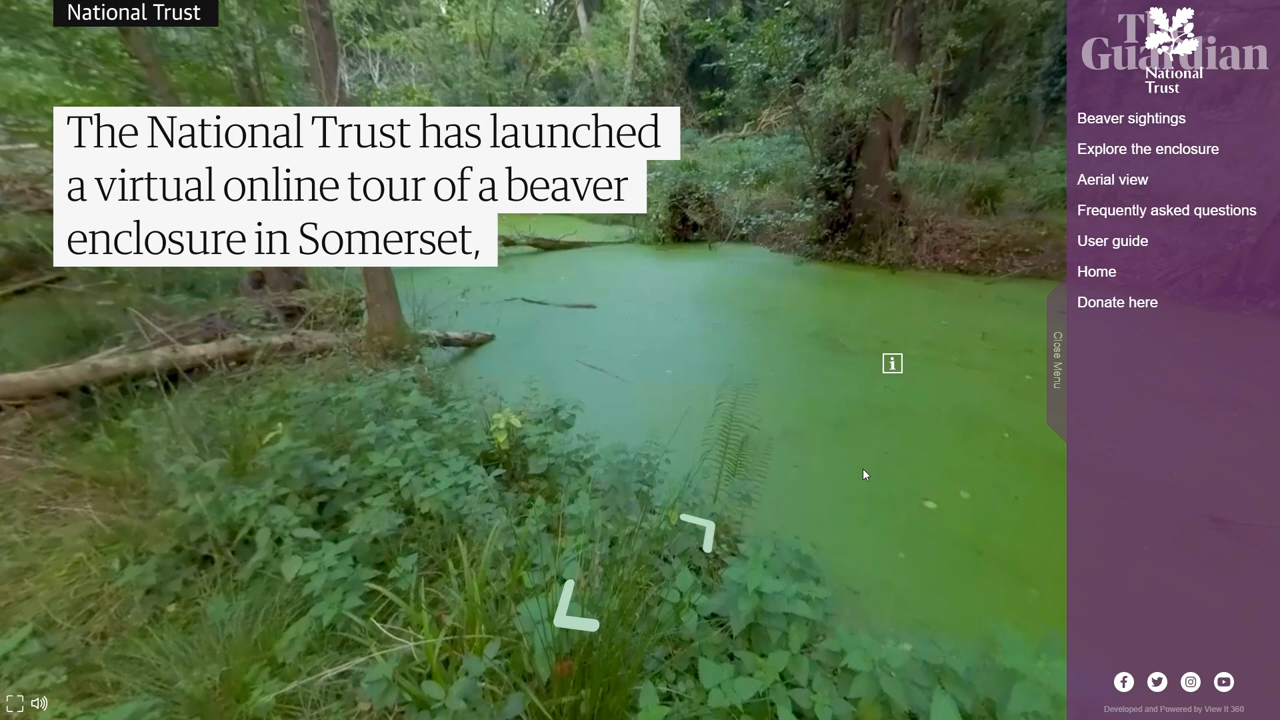 National Trust
The National Trust has launched
a virtual online tour of a beaver
enclosure in Somerset,
The
Guardian
National
Trust
Beaver sightings
Explore the enclosure
Aerial view
Frequently asked questions
User guide
Home
Donate here
Close Menu
Developed and Powered by View It 360